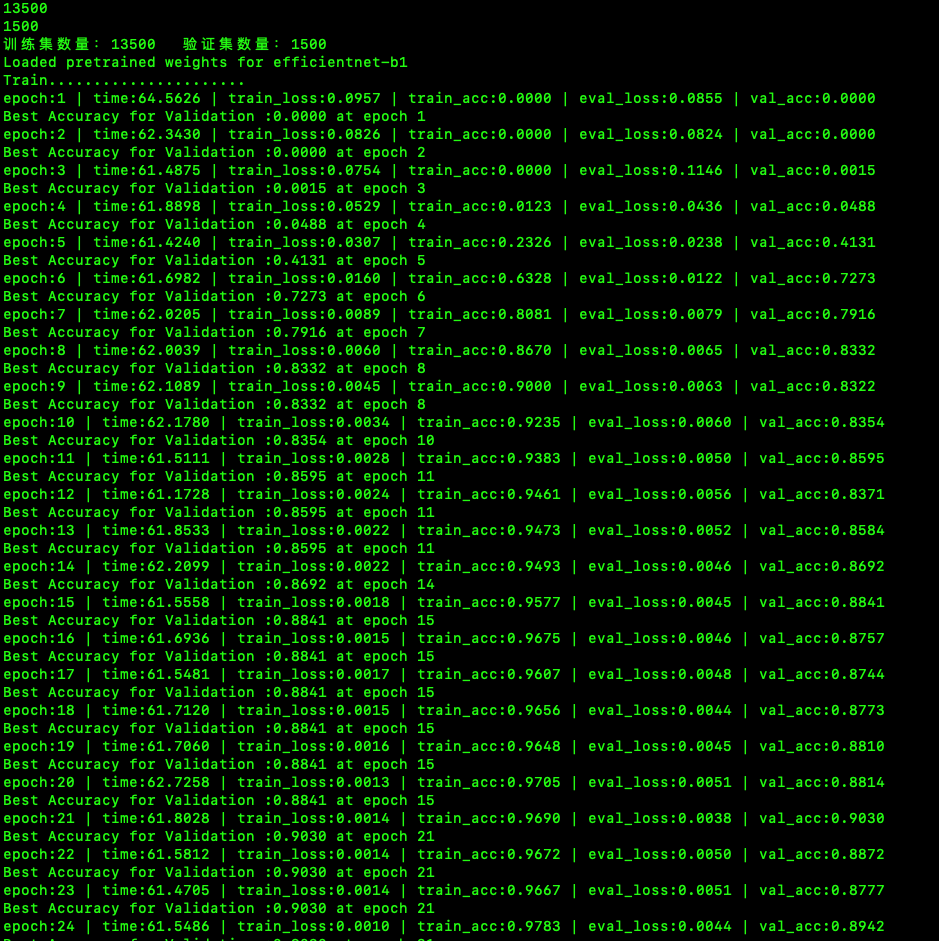 13500
1500
训练集数量: 13500   验证集数量: 1500
Loaded pretrained weights for efficientnet-b1
Train......................
epoch:1 | time:64.5626 | train_loss:0.0957 | train_acc:0.0000 | eval_loss:0.0855 | val_acc:0.0000
Best Accuracy for Validation :0.0000 at epoch 1
epoch:2 | time:62.3430 | train_loss:0.0826 | train_acc:0.0000 | eval_loss:0.0824 | val_acc:0.0000
Best Accuracy for Validation :0.0000 at epoch 2
epoch:3 | time:61.4875 | train_loss:0.0754 | train_acc:0.0000 | eval_loss:0.1146 | val_acc:0.0015
Best Accuracy for Validation :0.0015 at epoch 3
epoch:4 | time:61.8898 | train_loss:0.0529 | train_acc:0.0123 | eval_loss:0.0436 | val_acc:0.0488
Best Accuracy for Validation :0.0488 at epoch 4
epoch:5 | time:61.4240 | train_loss:0.0307 | train_acc:0.2326 | eval_loss:0.0238 | val_acc:0.4131
Best Accuracy for Validation :0.4131 at epoch 5
epoch:6 | time:61.6982 | train_loss:0.0160 | train_acc:0.6328 | eval_loss:0.0122 | val_acc:0.7273
Best Accuracy for Validation :0.7273 at epoch 6
epoch:7 | time:62.0205 | train_loss:0.0089 | train_acc:0.8081 | eval_loss:0.0079 | val_acc:0.7916
Best Accuracy for Validation :0.7916 at epoch 7
epoch:8 | time:62.0039 | train_loss:0.0060 | train_acc:0.8670 | eval_loss:0.0065 | val_acc:0.8332
Best Accuracy for Validation :0.8332 at epoch 8
epoch:9 | time:62.1089 | train_loss:0.0045 | train_acc:0.9000 | eval_loss:0.0063 | val_acc:0.8322
Best Accuracy for Validation :0.8332 at epoch 8
epoch:10 | time:62.1780 | train_loss:0.0034 | train_acc:0.9235 | eval_loss:0.0060 | val_acc:0.8354
Best Accuracy for Validation :0.8354 at epoch 10
epoch:11 | time:61.5111 | train_loss:0.0028 | train_acc:0.9383 | eval_loss:0.0050 | val_acc:0.8595
Best Accuracy for Validation :0.8595 at epoch 11
epoch:12 | time:61.1728 | train_loss:0.0024 | train_acc:0.9461 | eval_loss:0.0056 | val_acc:0.8371
Best Accuracy for Validation :0.8595 at epoch 11
epoch:13 | time:61.8533 | train_loss:0.0022 | train_acc:0.9473 | eval_loss:0.0052 | val_acc:0.8584
Best Accuracy for Validation :0.8595 at epoch 11
epoch:14 | time:62.2099 | train_loss:0.0022 | train_acc:0.9493 | eval_loss:0.0046 | val_acc:0.8692
Best Accuracy for Validation :0.8692 at epoch 14
epoch:15 | time:61.5558 | train_loss:0.0018 | train_acc:0.9577 | eval_loss:0.0045 | val_acc:0.8841
Best Accuracy for Validation :0.8841 at epoch 15
epoch:16 | time:61.6936 | train_loss:0.0015 | train_acc:0.9675 | eval_loss:0.0046 | val_acc:0.8757
Best Accuracy for Validation :0.8841 at epoch 15
epoch:17 | time:61.5481 | train_loss:0.0017 | train_acc:0.9607 | eval_loss:0.0048 | val_acc:0.8744
Best Accuracy for Validation :0.8841 at epoch 15
epoch:18 | time:61.7120 | train_loss:0.0015 | train_acc:0.9656 | eval_loss:0.0044 | val_acc:0.8773
Best Accuracy for Validation :0.8841 at epoch 15
epoch:19 | time:61.7060 | train_loss:0.0016 | train_acc:0.9648 | eval_loss:0.0045 | val_acc:0.8810
Best Accuracy for Validation :0.8841 at epoch 15
epoch:20 | time:62.7258 | train_loss:0.0013 | train_acc:0.9705 | eval_loss:0.0051 | val_acc:0.8814
Best Accuracy for Validation :0.8841 at epoch 15
epoch:21 | time:61.8028 | train_loss:0.0014 | train_acc:0.9690 | eval_loss:0.0038 | val_acc:0.9030
Best Accuracy for Validation :0.9030 at epoch 21
epoch:22 | time:61.5812 | train_loss:0.0014 | train_acc:0.9672 | eval_loss:0.0050 | val_acc:0.8872
Best Accuracy for Validation :0.9030 at epoch 21
epoch:23 | time:61.4705 | train_loss:0.0014 | train_acc:0.9667 | eval_loss:0.0051 | val_acc:0.8777
Best Accuracy for Validation :0.9030 at epoch 21
epoch:24 | time:61.5486 | train_loss:0.0010 | train_acc:0.9783 | eval_loss:0.0044 | val_acc:0.8942